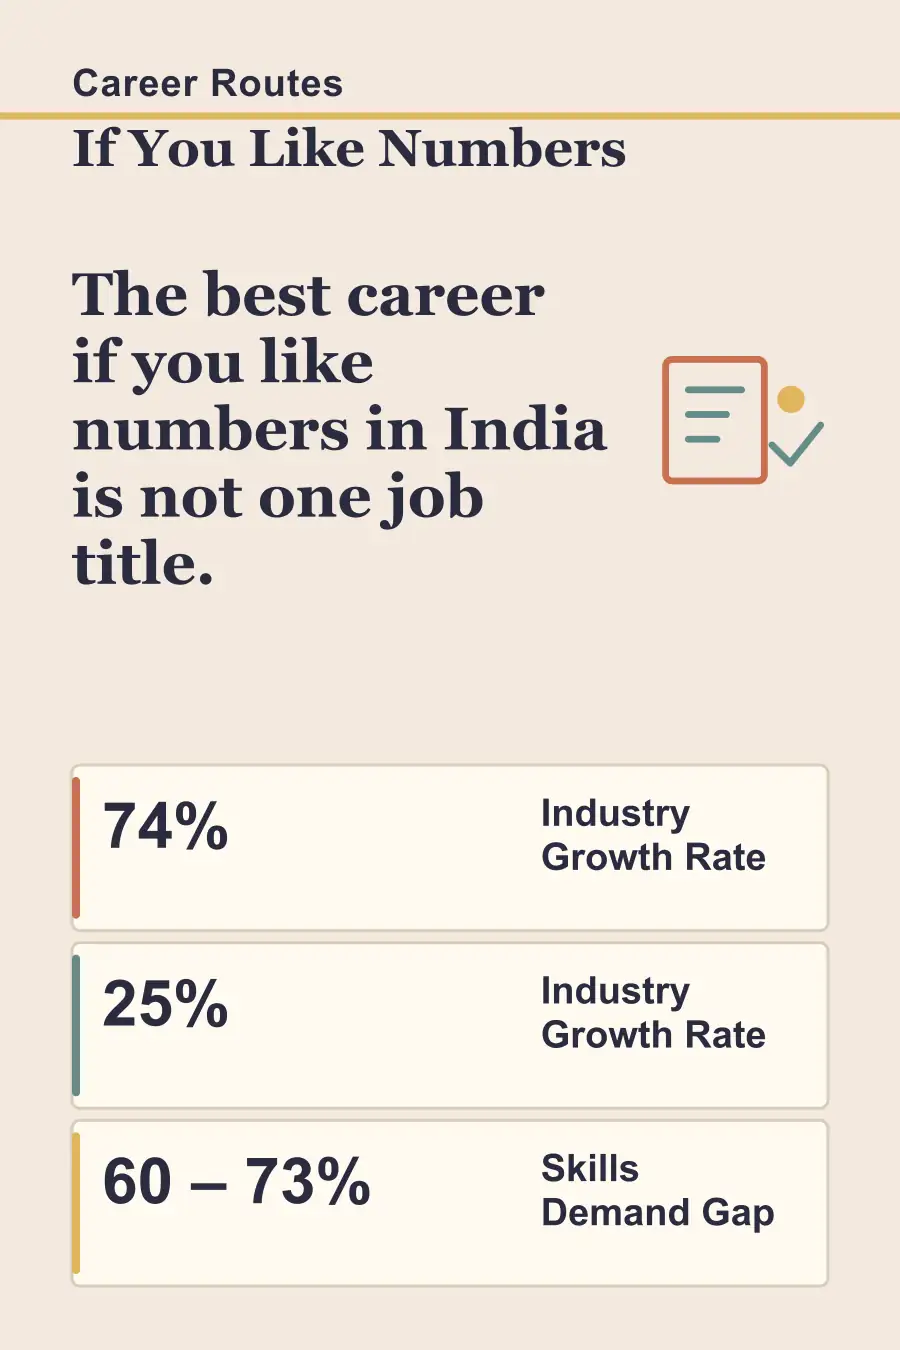 Career Routes
If You Like Numbers
The best career
if you like
numbers in India
is not one job
title.
74%
Industry
Growth Rate
25%
Industry
Growth Rate
60 – 73%
Skills
Demand Gap